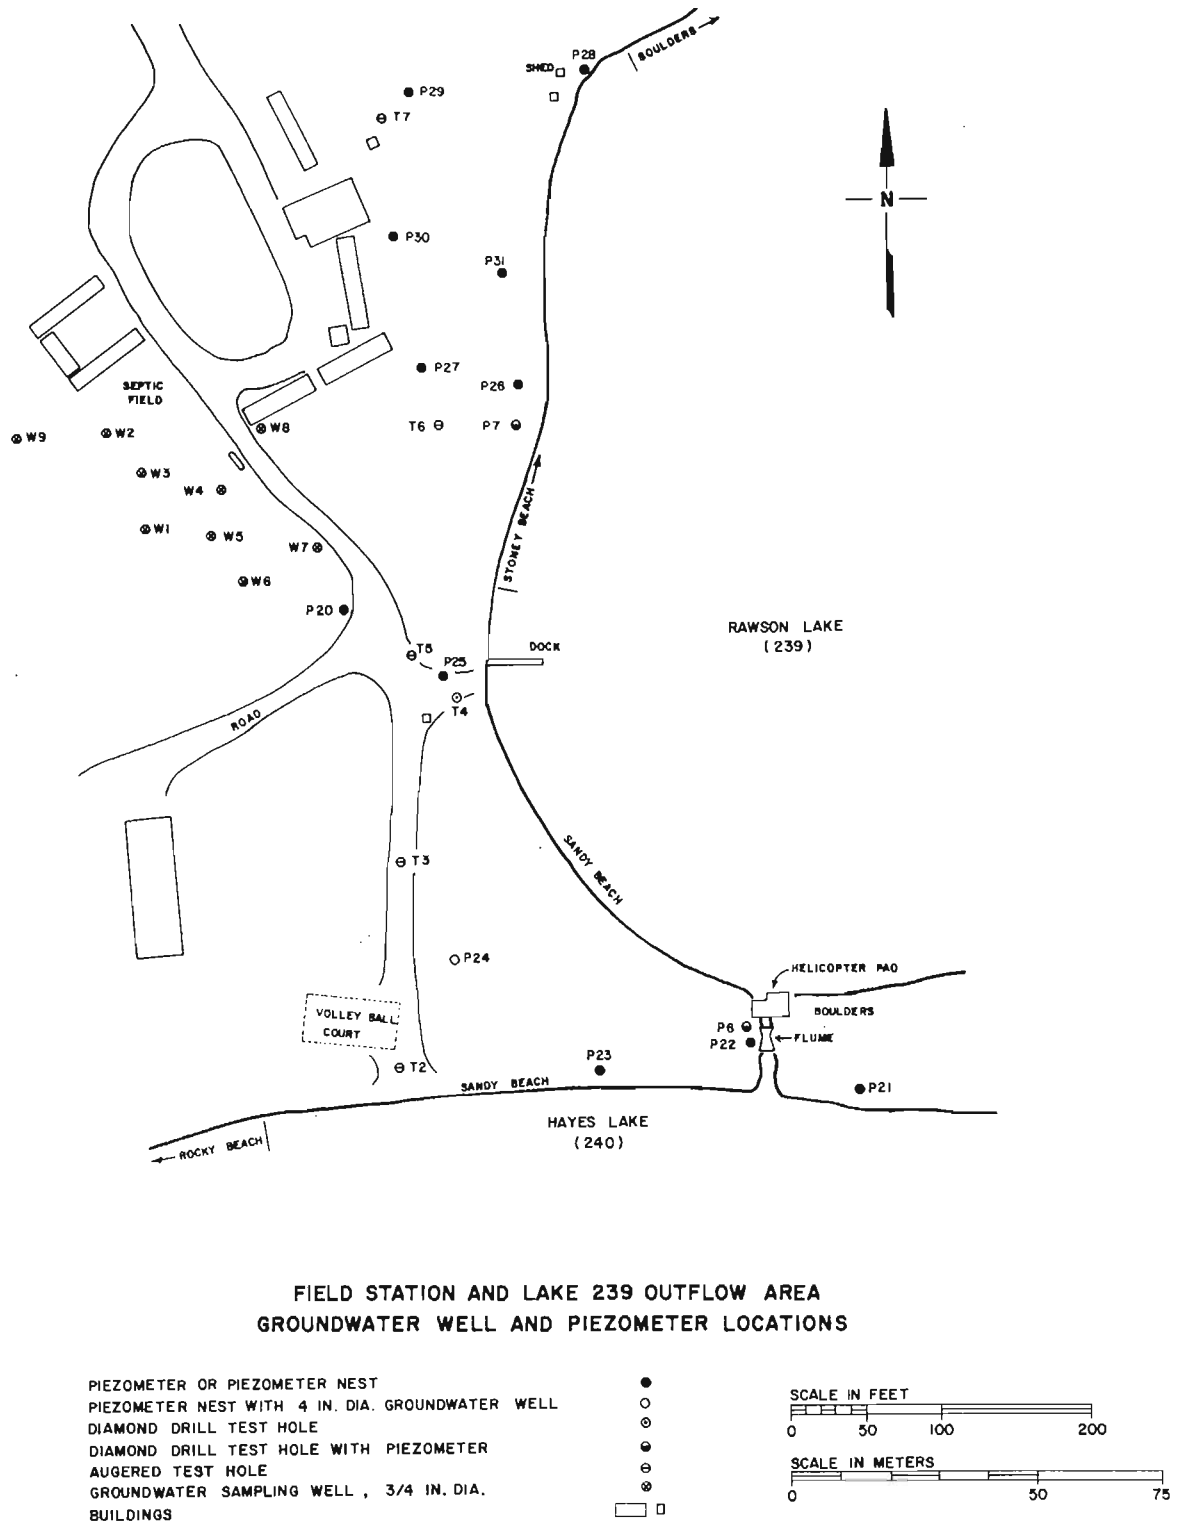 P28
BOULDERS
SHED
P29
T7
N
P30
P31
P27
P26
SEPTIC
FIELD
T6
P7
W8
W9
W2
W3
W4
STONEY BEACH
W1
W5
W7
W6
P20
RAWSON LAKE
(239)
T5
DOCK
P25
T4
ROAD
SANDY BEACH
T3
P24
HELICOPTER PAD
VOLLEY BALL
COURT
BOULDERS
P6
FLUME
P22
P23
T2
SANDY BEACH
P21
HAYES LAKE
(240)
ROCKY BEACH
FIELD STATION AND LAKE 239 OUTFLOW AREA
GROUNDWATER WELL AND PIEZOMETER LOCATIONS
PIEZOMETER OR PIEZOMETER NEST
PIEZOMETER NEST WITH 4 IN. DIA. GROUNDWATER WELL
DIAMOND DRILL TEST HOLE
DIAMOND DRILL TEST HOLE WITH PIEZOMETER
AUGERED TEST HOLE
GROUNDWATER SAMPLING WELL, 3/4 IN. DIA.
BUILDINGS
SCALE IN FEET
0 50 100 200
SCALE IN METERS
0 50 75